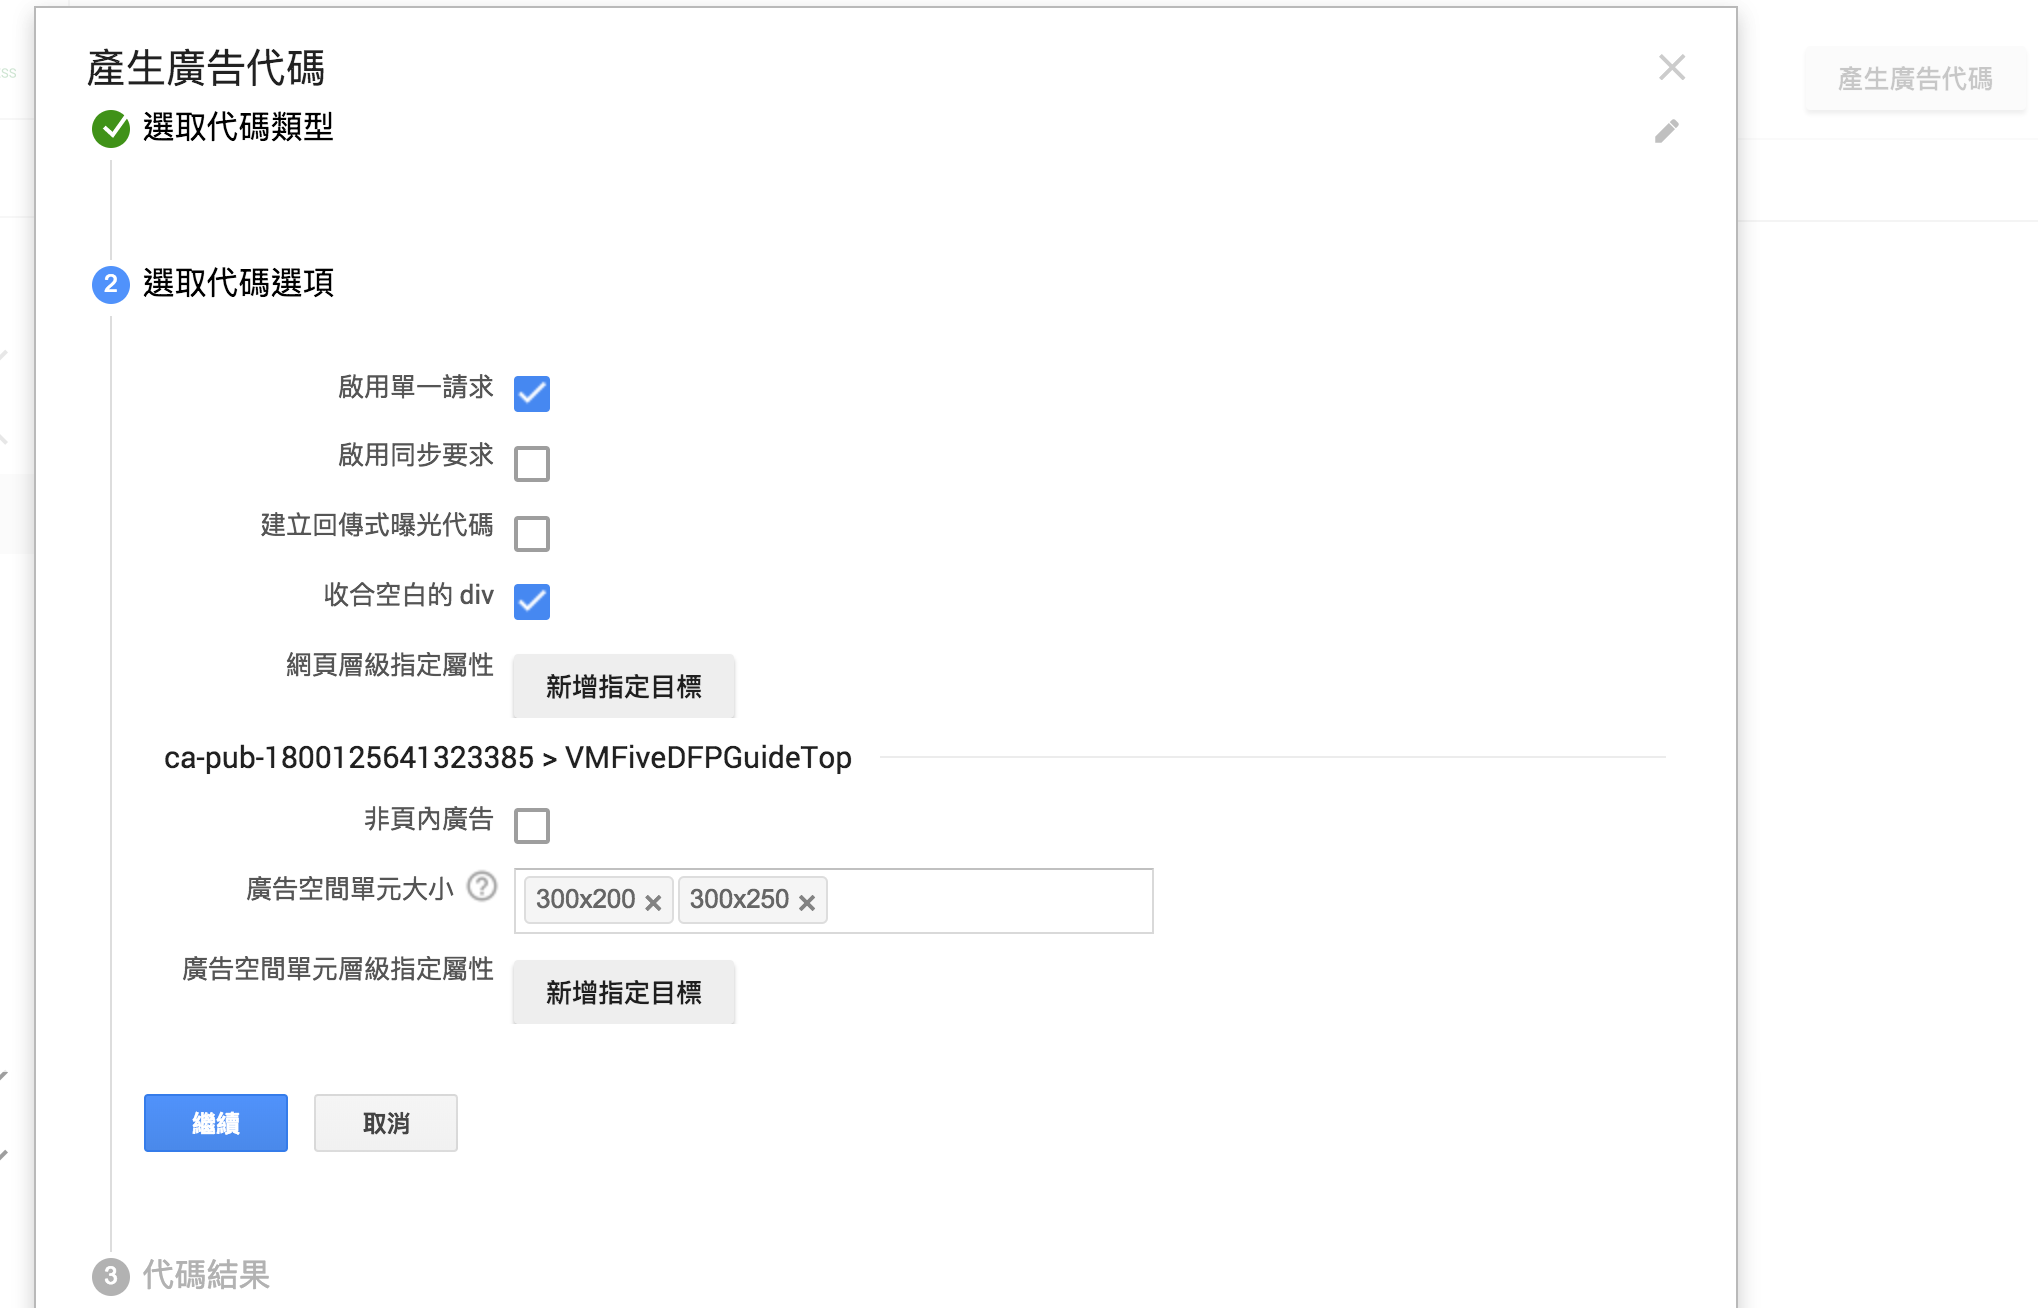 產生廣告代碼
ss
產生廣告代碼
選取代碼類型
2 選取代碼選項
啟用單一請求
啟用同步要求
建立回傳式曝光代碼
收合空白的 div
網頁層級指定屬性
新增指定目標
ca-pub-1800125641323385 > VMFiveDFPGuideTop
非頁內廣告
廣告空間單元大小 ?
300x200 × 300x250 ×
廣告空間單元層級指定屬性
新增指定目標
繼續 取消
3 代碼結果